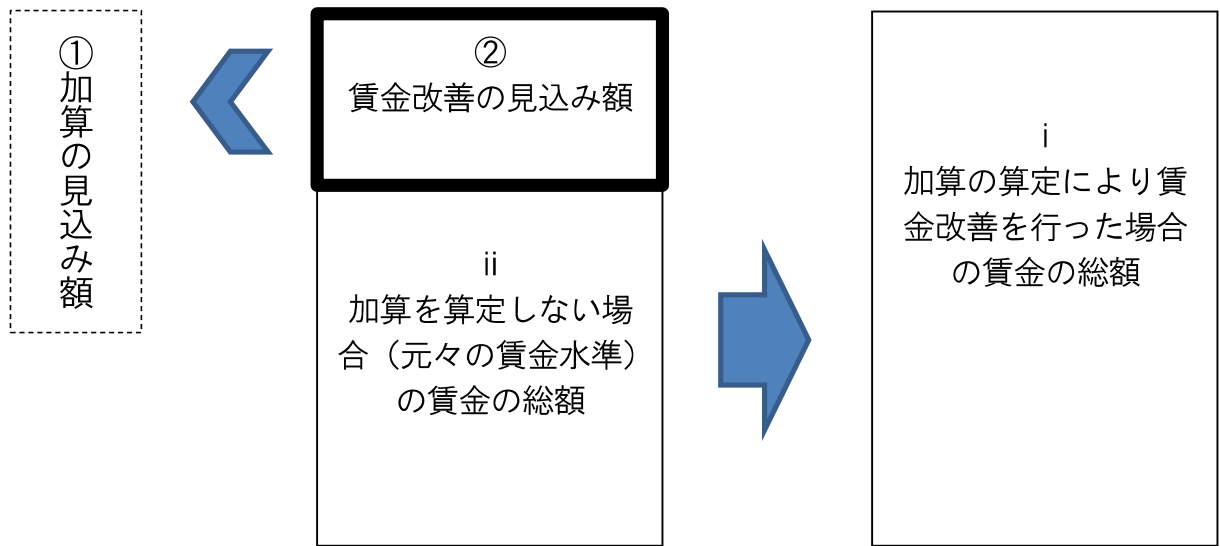 ①加算の見込み額
②
賃金改善の見込み額
ⅱ
加算を算定しない場
合（元々の賃金水準）
の賃金の総額
ⅰ
加算の算定により賃
金改善を行った場合
の賃金の総額